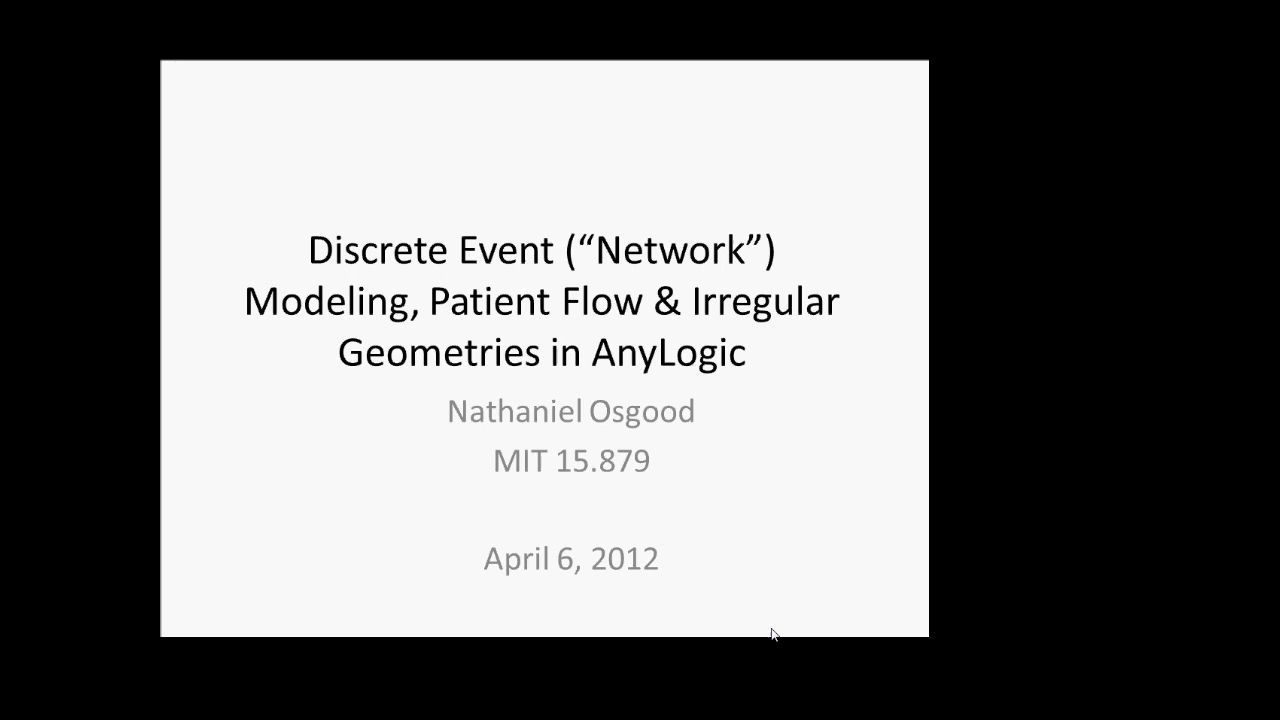 Discrete Event (“Network”)
Modeling, Patient Flow & Irregular
Geometries in AnyLogic
Nathaniel Osgood
MIT 15.879
April 6, 2012